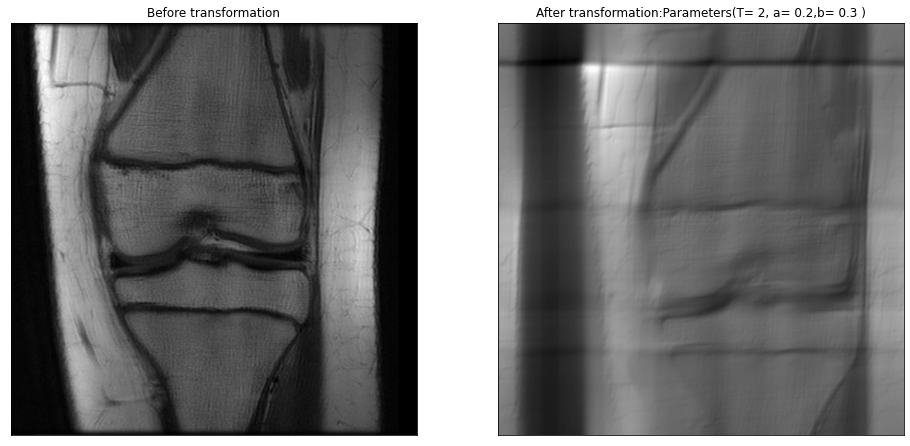 Before transformation
After transformation:Parameters(T= 2, a= 0.2,b= 0.3 )